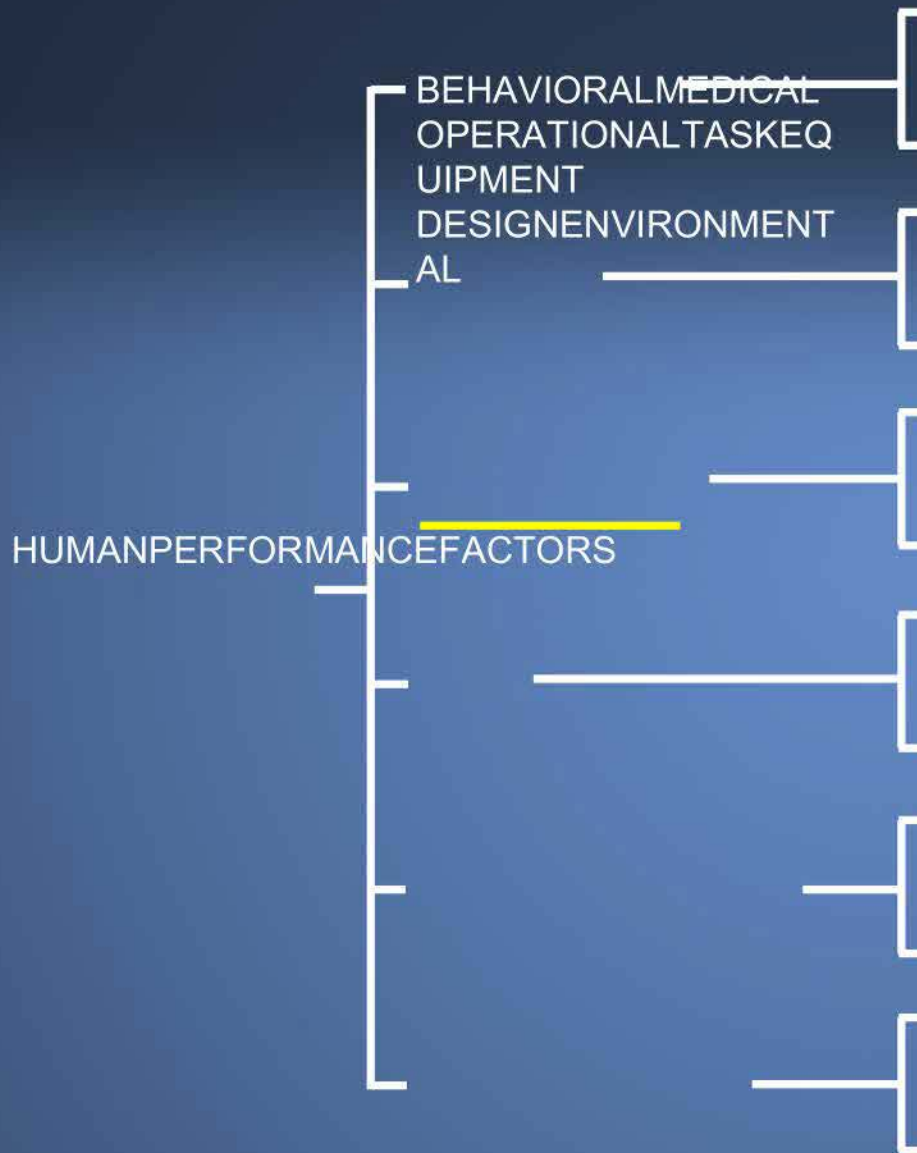 BEHAVIORALMEDICAL
OPERATIONALTASKEQ
UIPMENT
DESIGNENVIRONMENT
AL
HUMANPERFORMANCEFACTORS